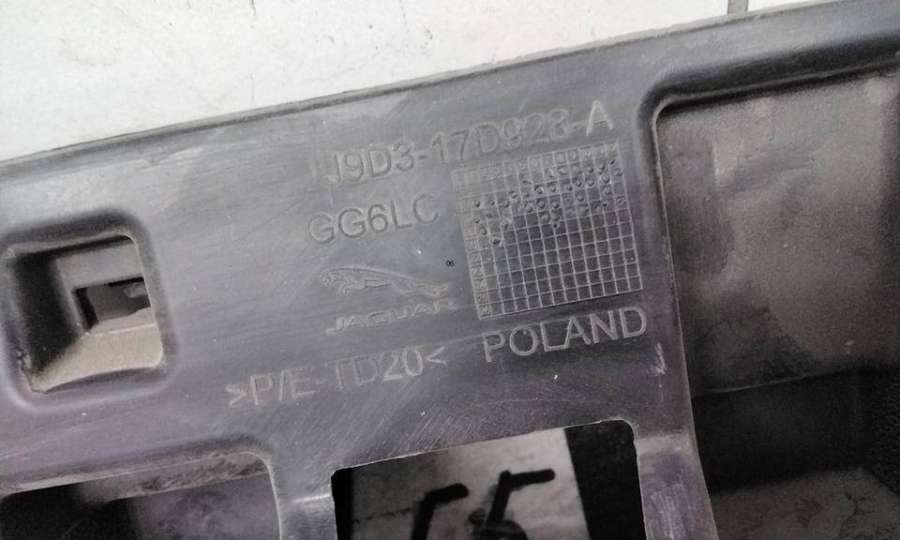 J9D3-17D928-A
GG6LC
JAGUAR
POLAND
>P/E-TD20<